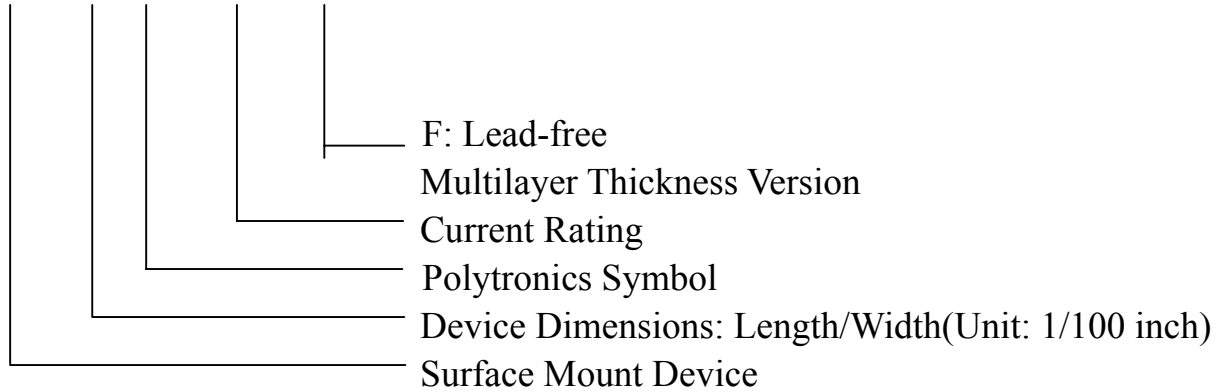 F: Lead-free
Multilayer Thickness Version
Current Rating
Polytronics Symbol
Device Dimensions: Length/Width(Unit: 1/100 inch)
Surface Mount Device